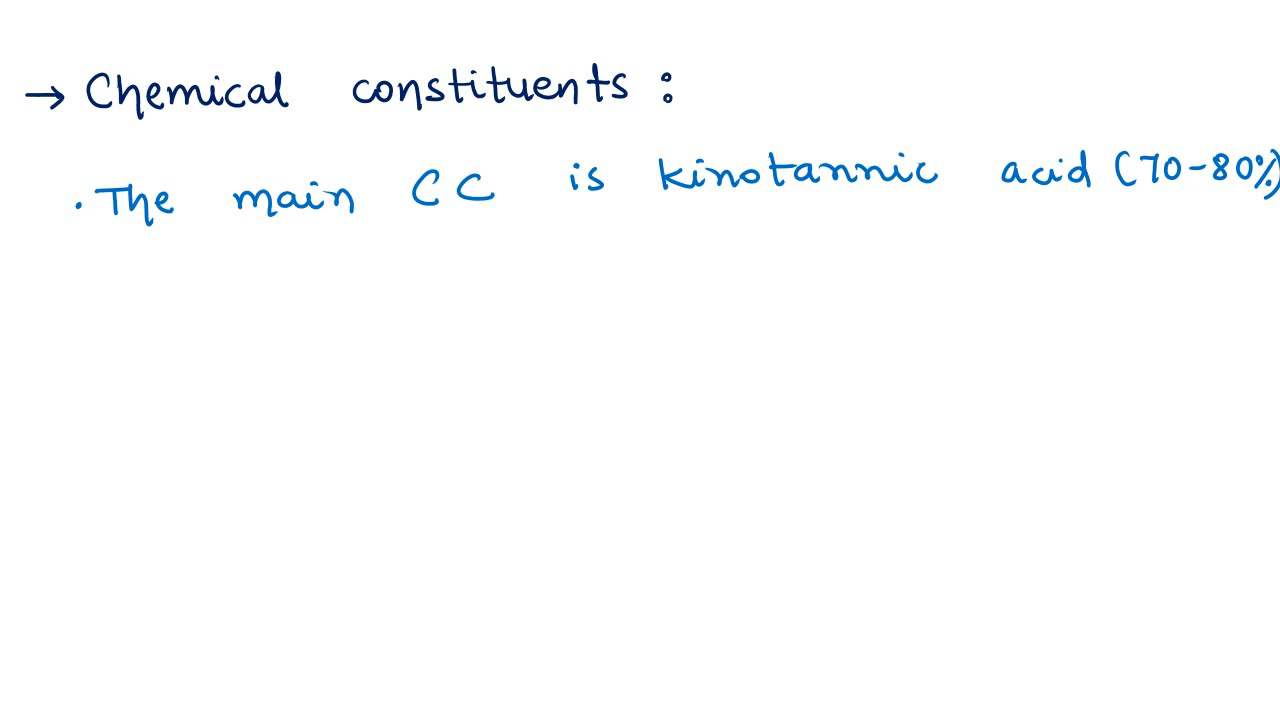 → Chemical constituents :
. The main CC is kinotannic acid (70-80%)